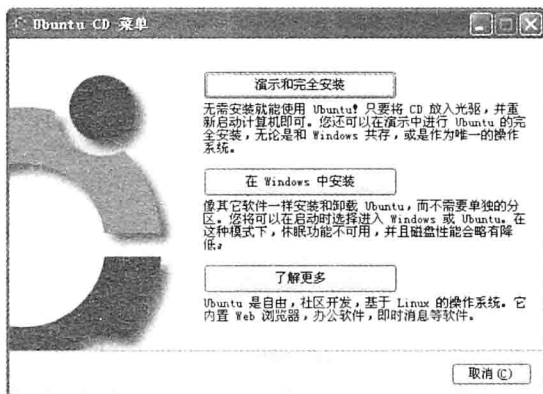 Ubuntu CD 菜单
演示和完全安装
无需安装就能使用 Ubuntu! 只要将 CD 放入光驱,并重
新启动计算机即可。您还可以在演示中进行 Ubuntu 的完
全安装,无论是和 Windows 共存,或是作为唯一的操作
系统。
在 Windows 中安装
像其它软件一样安装和卸载 Ubuntu,而不需要单独的分
区。您将可以在启动时选择进入 Windows 或 Ubuntu。在
这种模式下,休眠功能不可用,并且磁盘性能会略有降
低。
了解更多
Ubuntu 是自由,社区开发,基于 Linux 的操作系统。它
内置 Web 浏览器,办公软件,即时消息等软件。
取消(C)